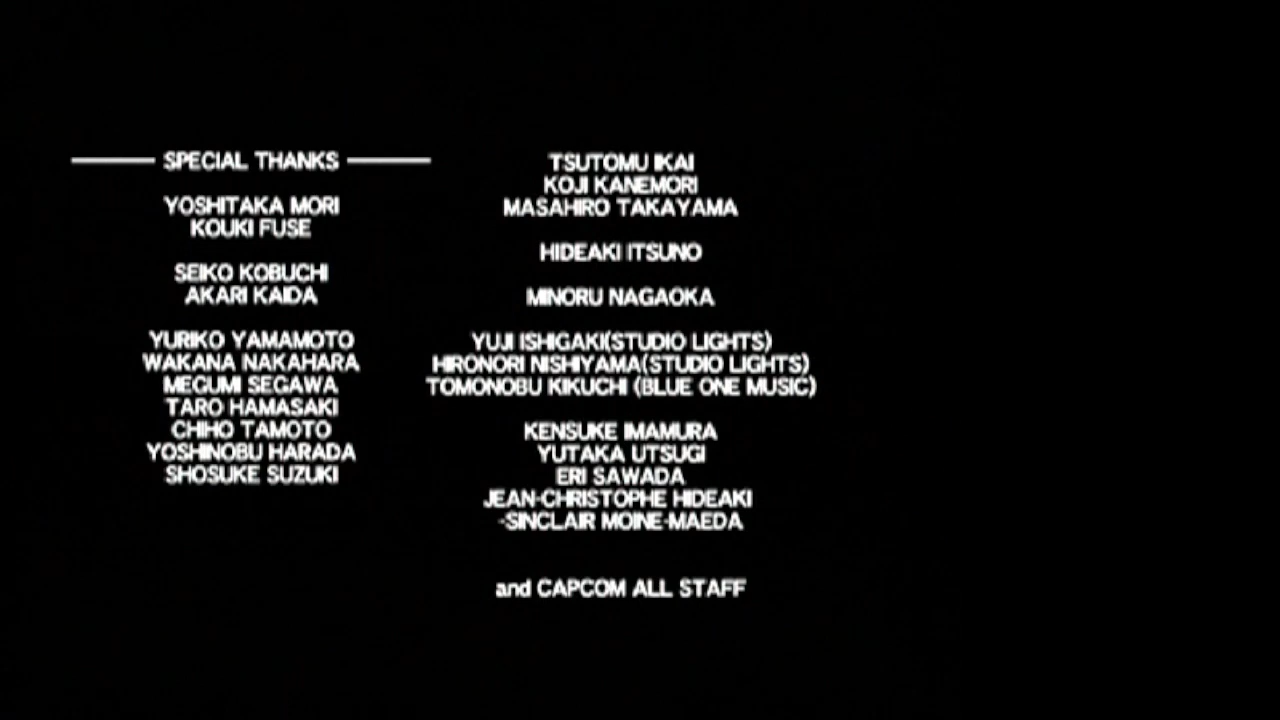 SPECIAL THANKS
YOSHITAKA MORI
KOUKI FUSE
SEIKO KOBUCHI
AKARI KAIDA
YURIKO YAMAMOTO
WAKANA NAKAHARA
MEGUMI SEGAWA
TARO HAMASAKI
CHIHO TAMOTO
YOSHINOBU HARADA
SHOSUKE SUZUKI
TSUTOMU IKAI
KOJI KANEMORI
MASAHIRO TAKAYAMA
HIDEAKI ITSUNO
MINORU NAGAOKA
YUJI ISHIGAKI(STUDIO LIGHTS)
HIRONORI NISHIYAMA(STUDIO LIGHTS)
TOMONOBU KIKUCHI (BLUE ONE MUSIC)
KENSUKE IMAMURA
YUTAKA UTSUGI
ERI SAWADA
JEAN-CHRISTOPHE HIDEAKI
-SINCLAIR MOINE-MAEDA
and CAPCOM ALL STAFF